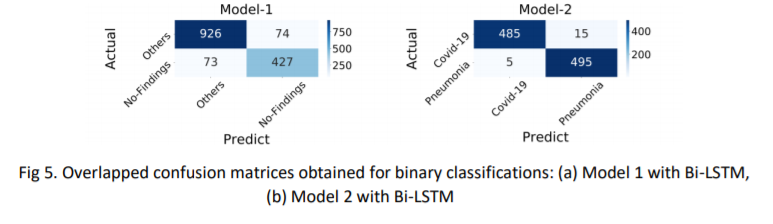 Model-1
Actual
Others
No-Findings
926 74
73 427
750
500
250
Others
No-Findings
Predict
Model-2
Actual
Covid-19
Pneumonia
485 15
5 495
400
200
Covid-19
Pneumonia
Predict
Fig 5. Overlapped confusion matrices obtained for binary classifications: (a) Model 1 with Bi-LSTM,
(b) Model 2 with Bi-LSTM